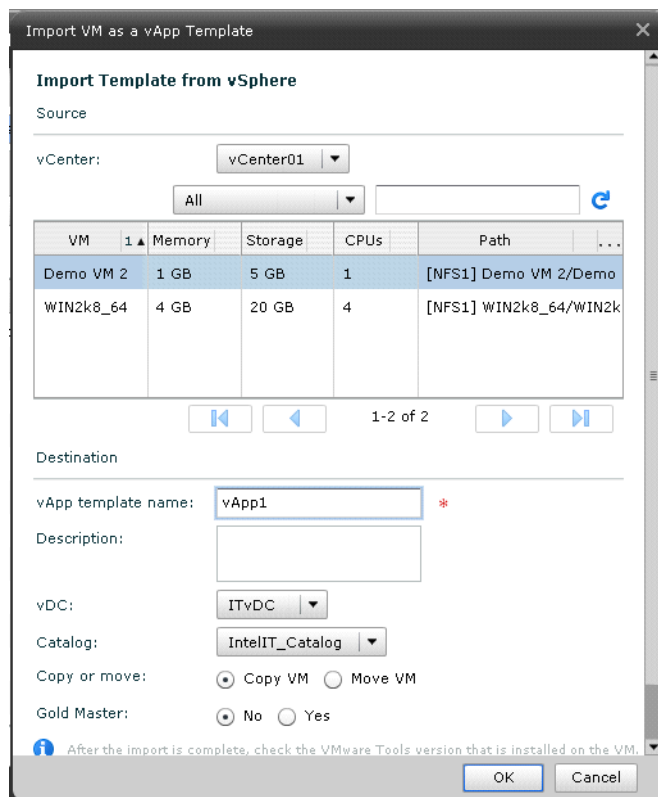 Import VM as a vApp Template
Import Template from vSphere
Source
vCenter: vCenter01
All
VM 1 Memory Storage CPUs Path ...
Demo VM 2 1 GB 5 GB 1 [NFS1] Demo VM 2/Demo
WIN2k8_64 4 GB 20 GB 4 [NFS1] WIN2k8_64/WIN2k
1-2 of 2
Destination
vApp template name: vApp1 *
Description:
vDC: ITvDC
Catalog: IntelIT_Catalog
Copy or move: Copy VM Move VM
Gold Master: No Yes
After the import is complete, check the VMware Tools version that is installed on the VM.
OK Cancel